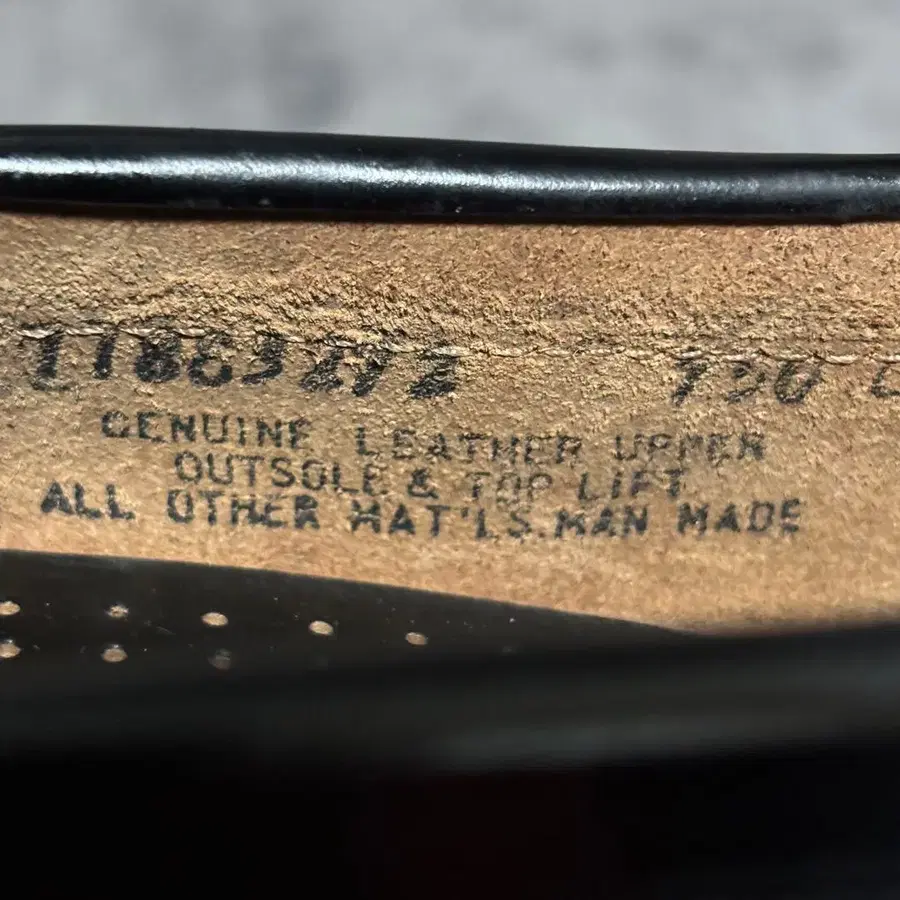 GENUINE LEATHER UPPER
OUTSOLE & TOP LIFT
ALL OTHER MAT'LS. MAN MADE